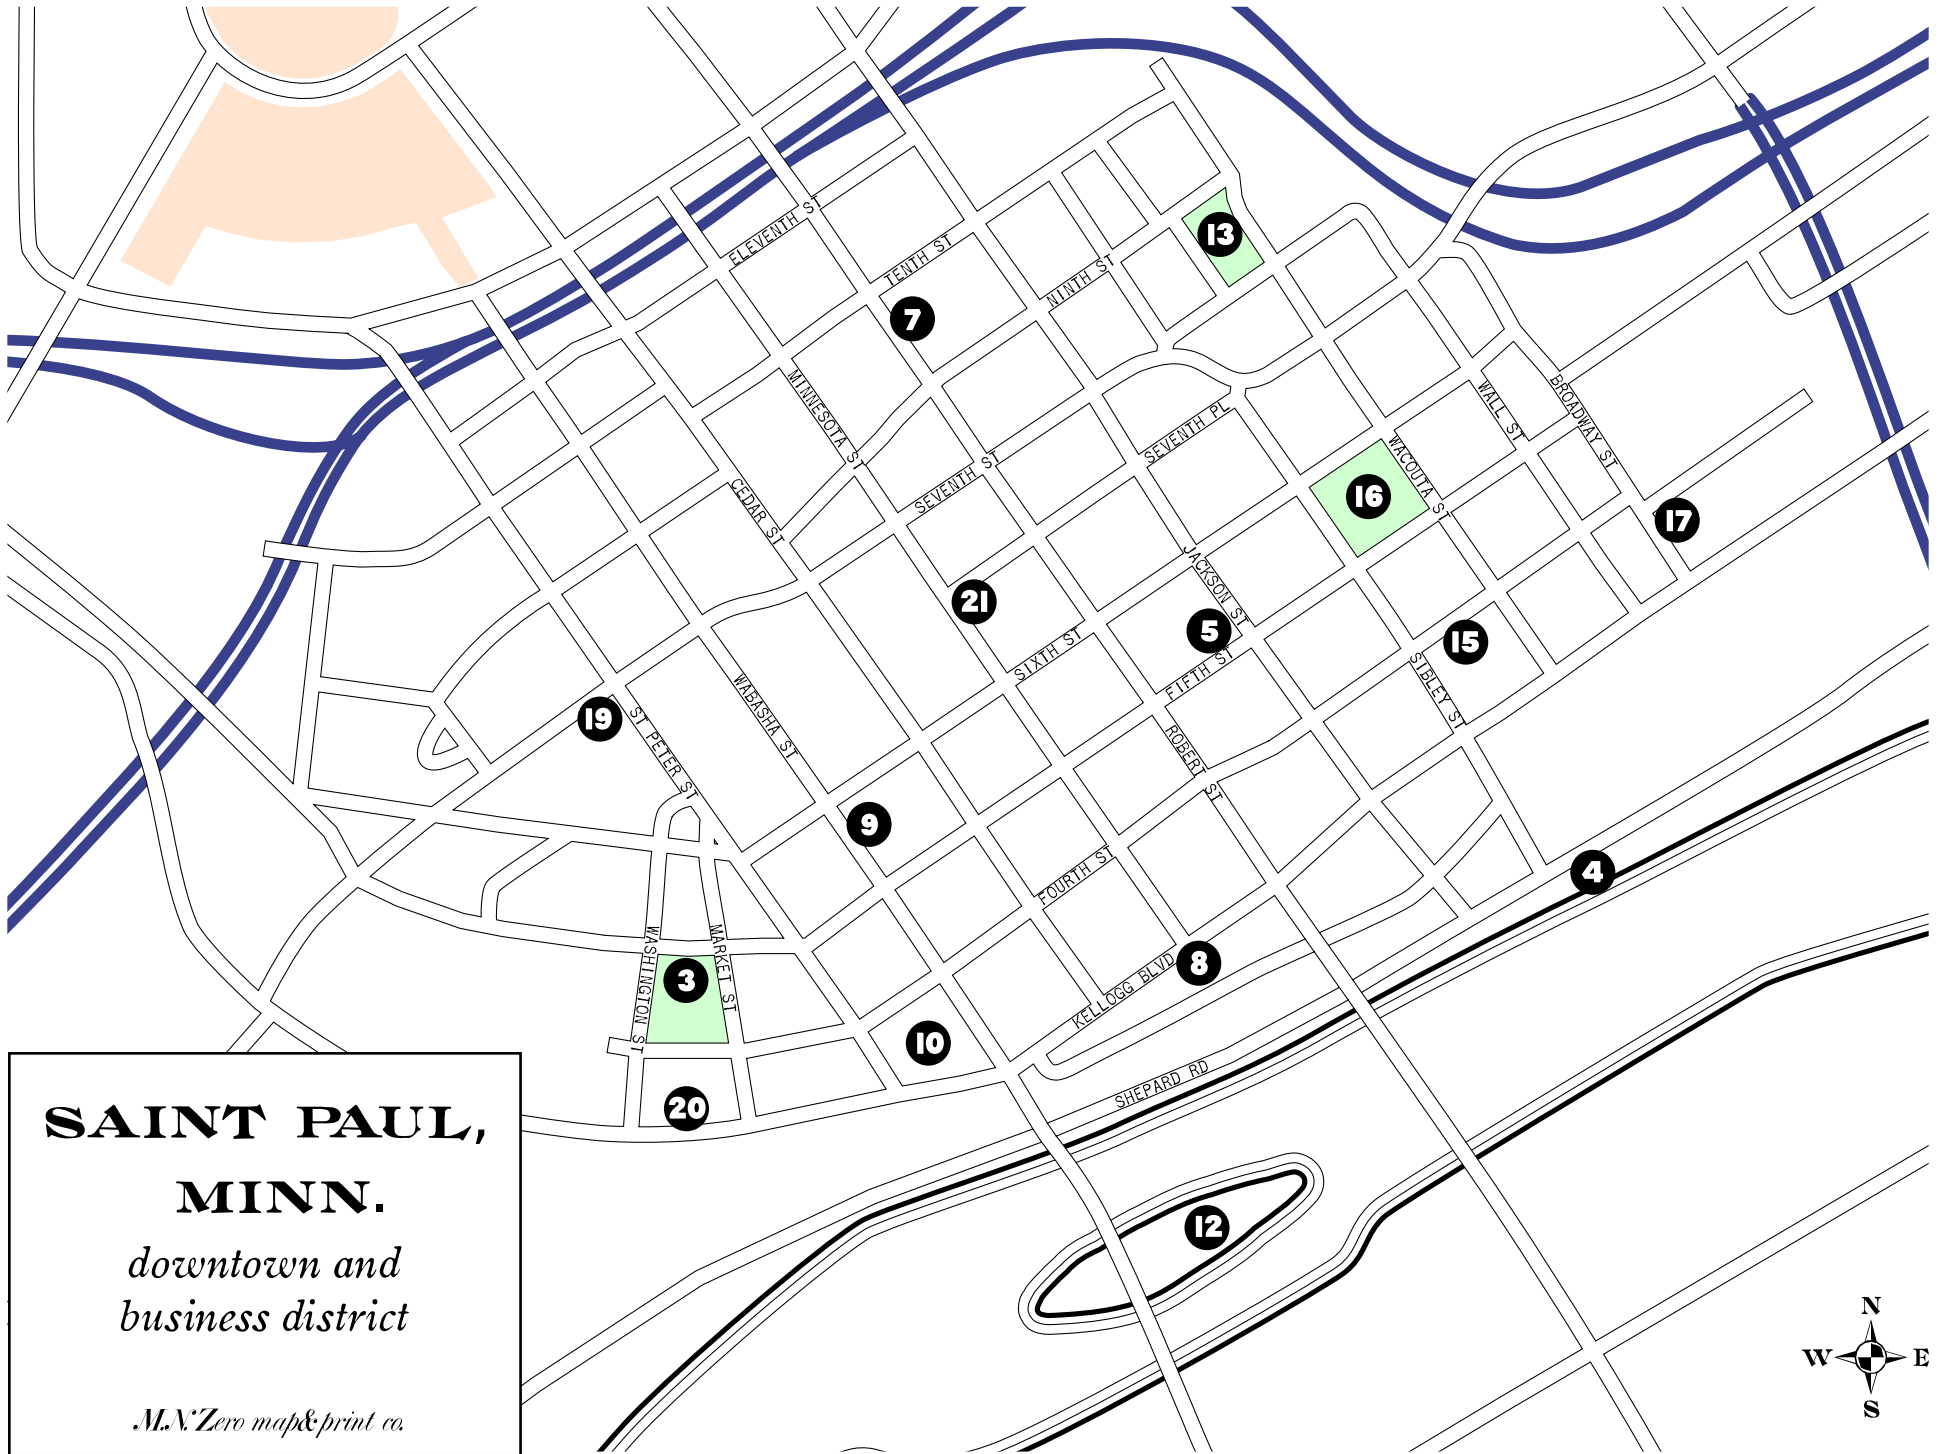 13
ELEVENTH ST
TENTH ST
NINTH ST
7
MINNESOTA ST
SEVENTH PL
WALL ST
BROADWAY ST
WACOUTA ST
16
17
SEVENTH ST
CEDAR ST
21
JACKSON ST
5
15
SIXTH ST
FIFTH ST
SIBLEY ST
19
ST PETER ST
WABASHA ST
ROBERT ST
9
FOURTH ST
4
WASHINGTON ST
MARKET ST
3
8
KELLOGG BLVD
10
20
SHEPARD RD
12
SAINT PAUL,
MINN.
downtown and
business district
M.N. Zero map & print co.
N
W E
S